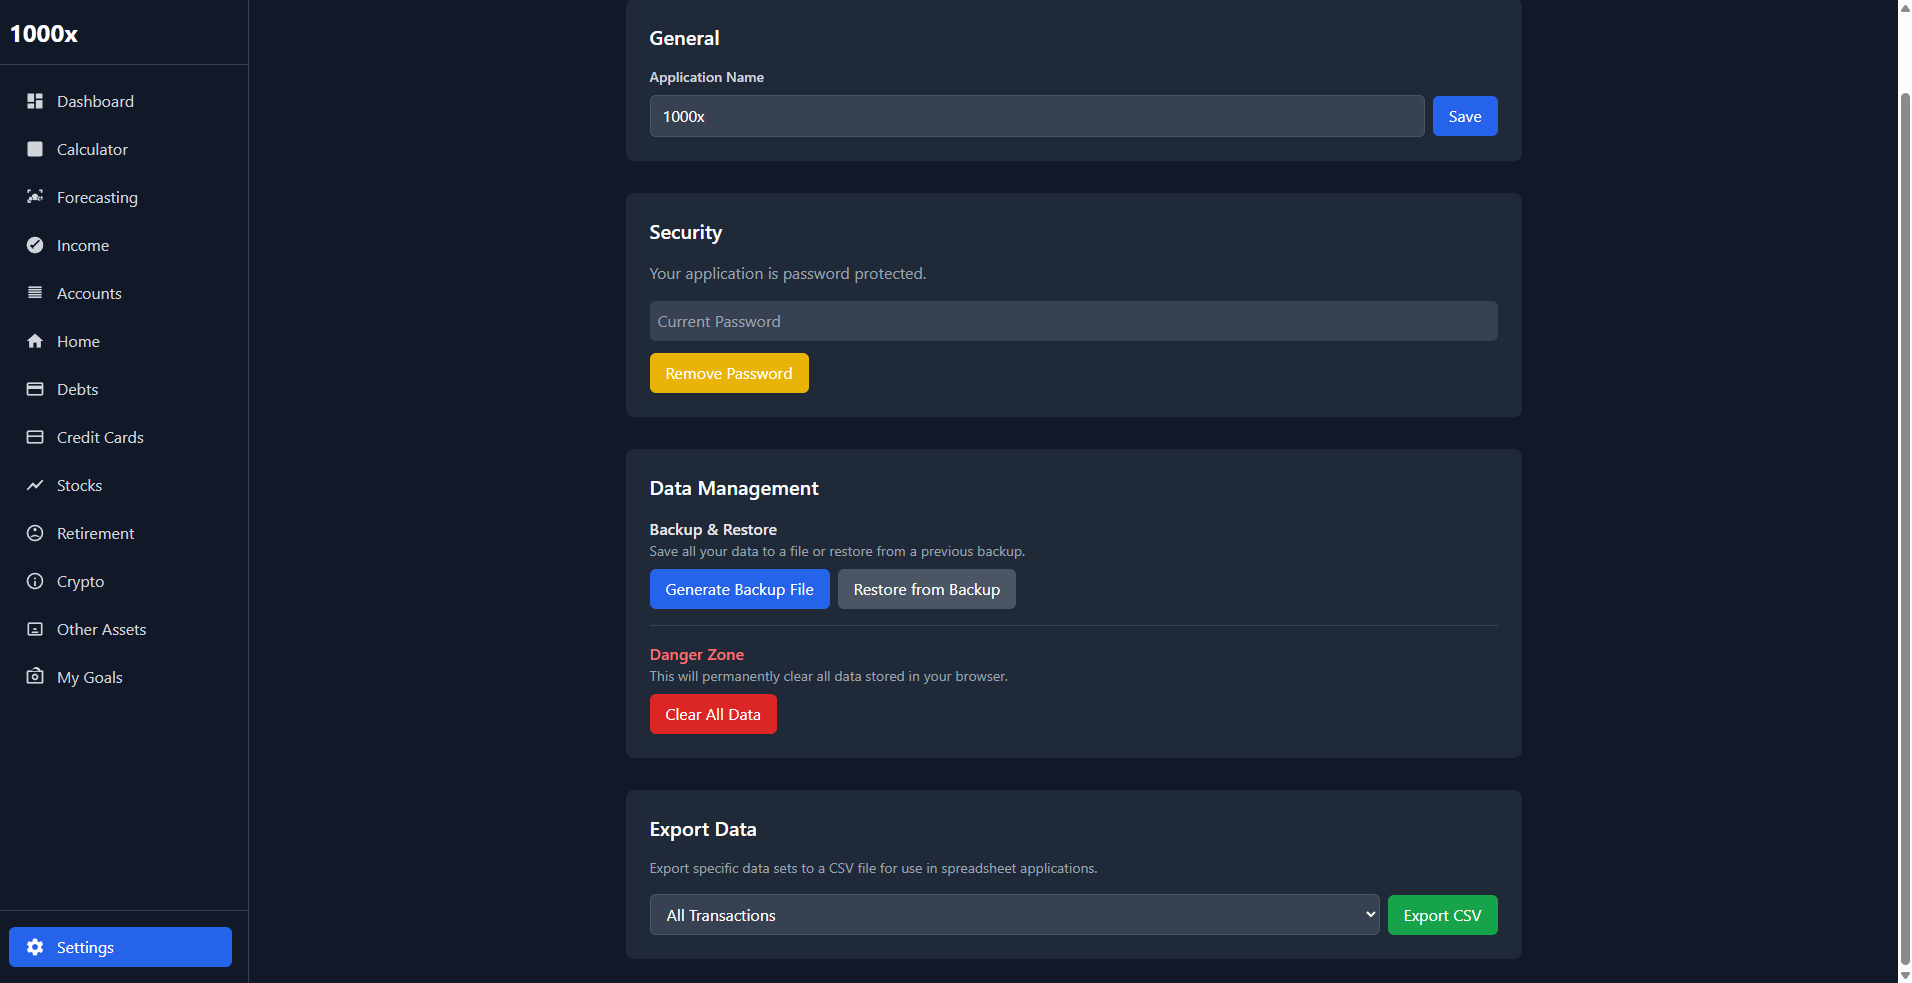 1000x
Dashboard
Calculator
Forecasting
Income
Accounts
Home
Debts
Credit Cards
Stocks
Retirement
Crypto
Other Assets
My Goals
Settings
General
Application Name
1000x
Save
Security
Your application is password protected.
Current Password
Remove Password
Data Management
Backup & Restore
Save all your data to a file or restore from a previous backup.
Generate Backup File
Restore from Backup
Danger Zone
This will permanently clear all data stored in your browser.
Clear All Data
Export Data
Export specific data sets to a CSV file for use in spreadsheet applications.
All Transactions
Export CSV